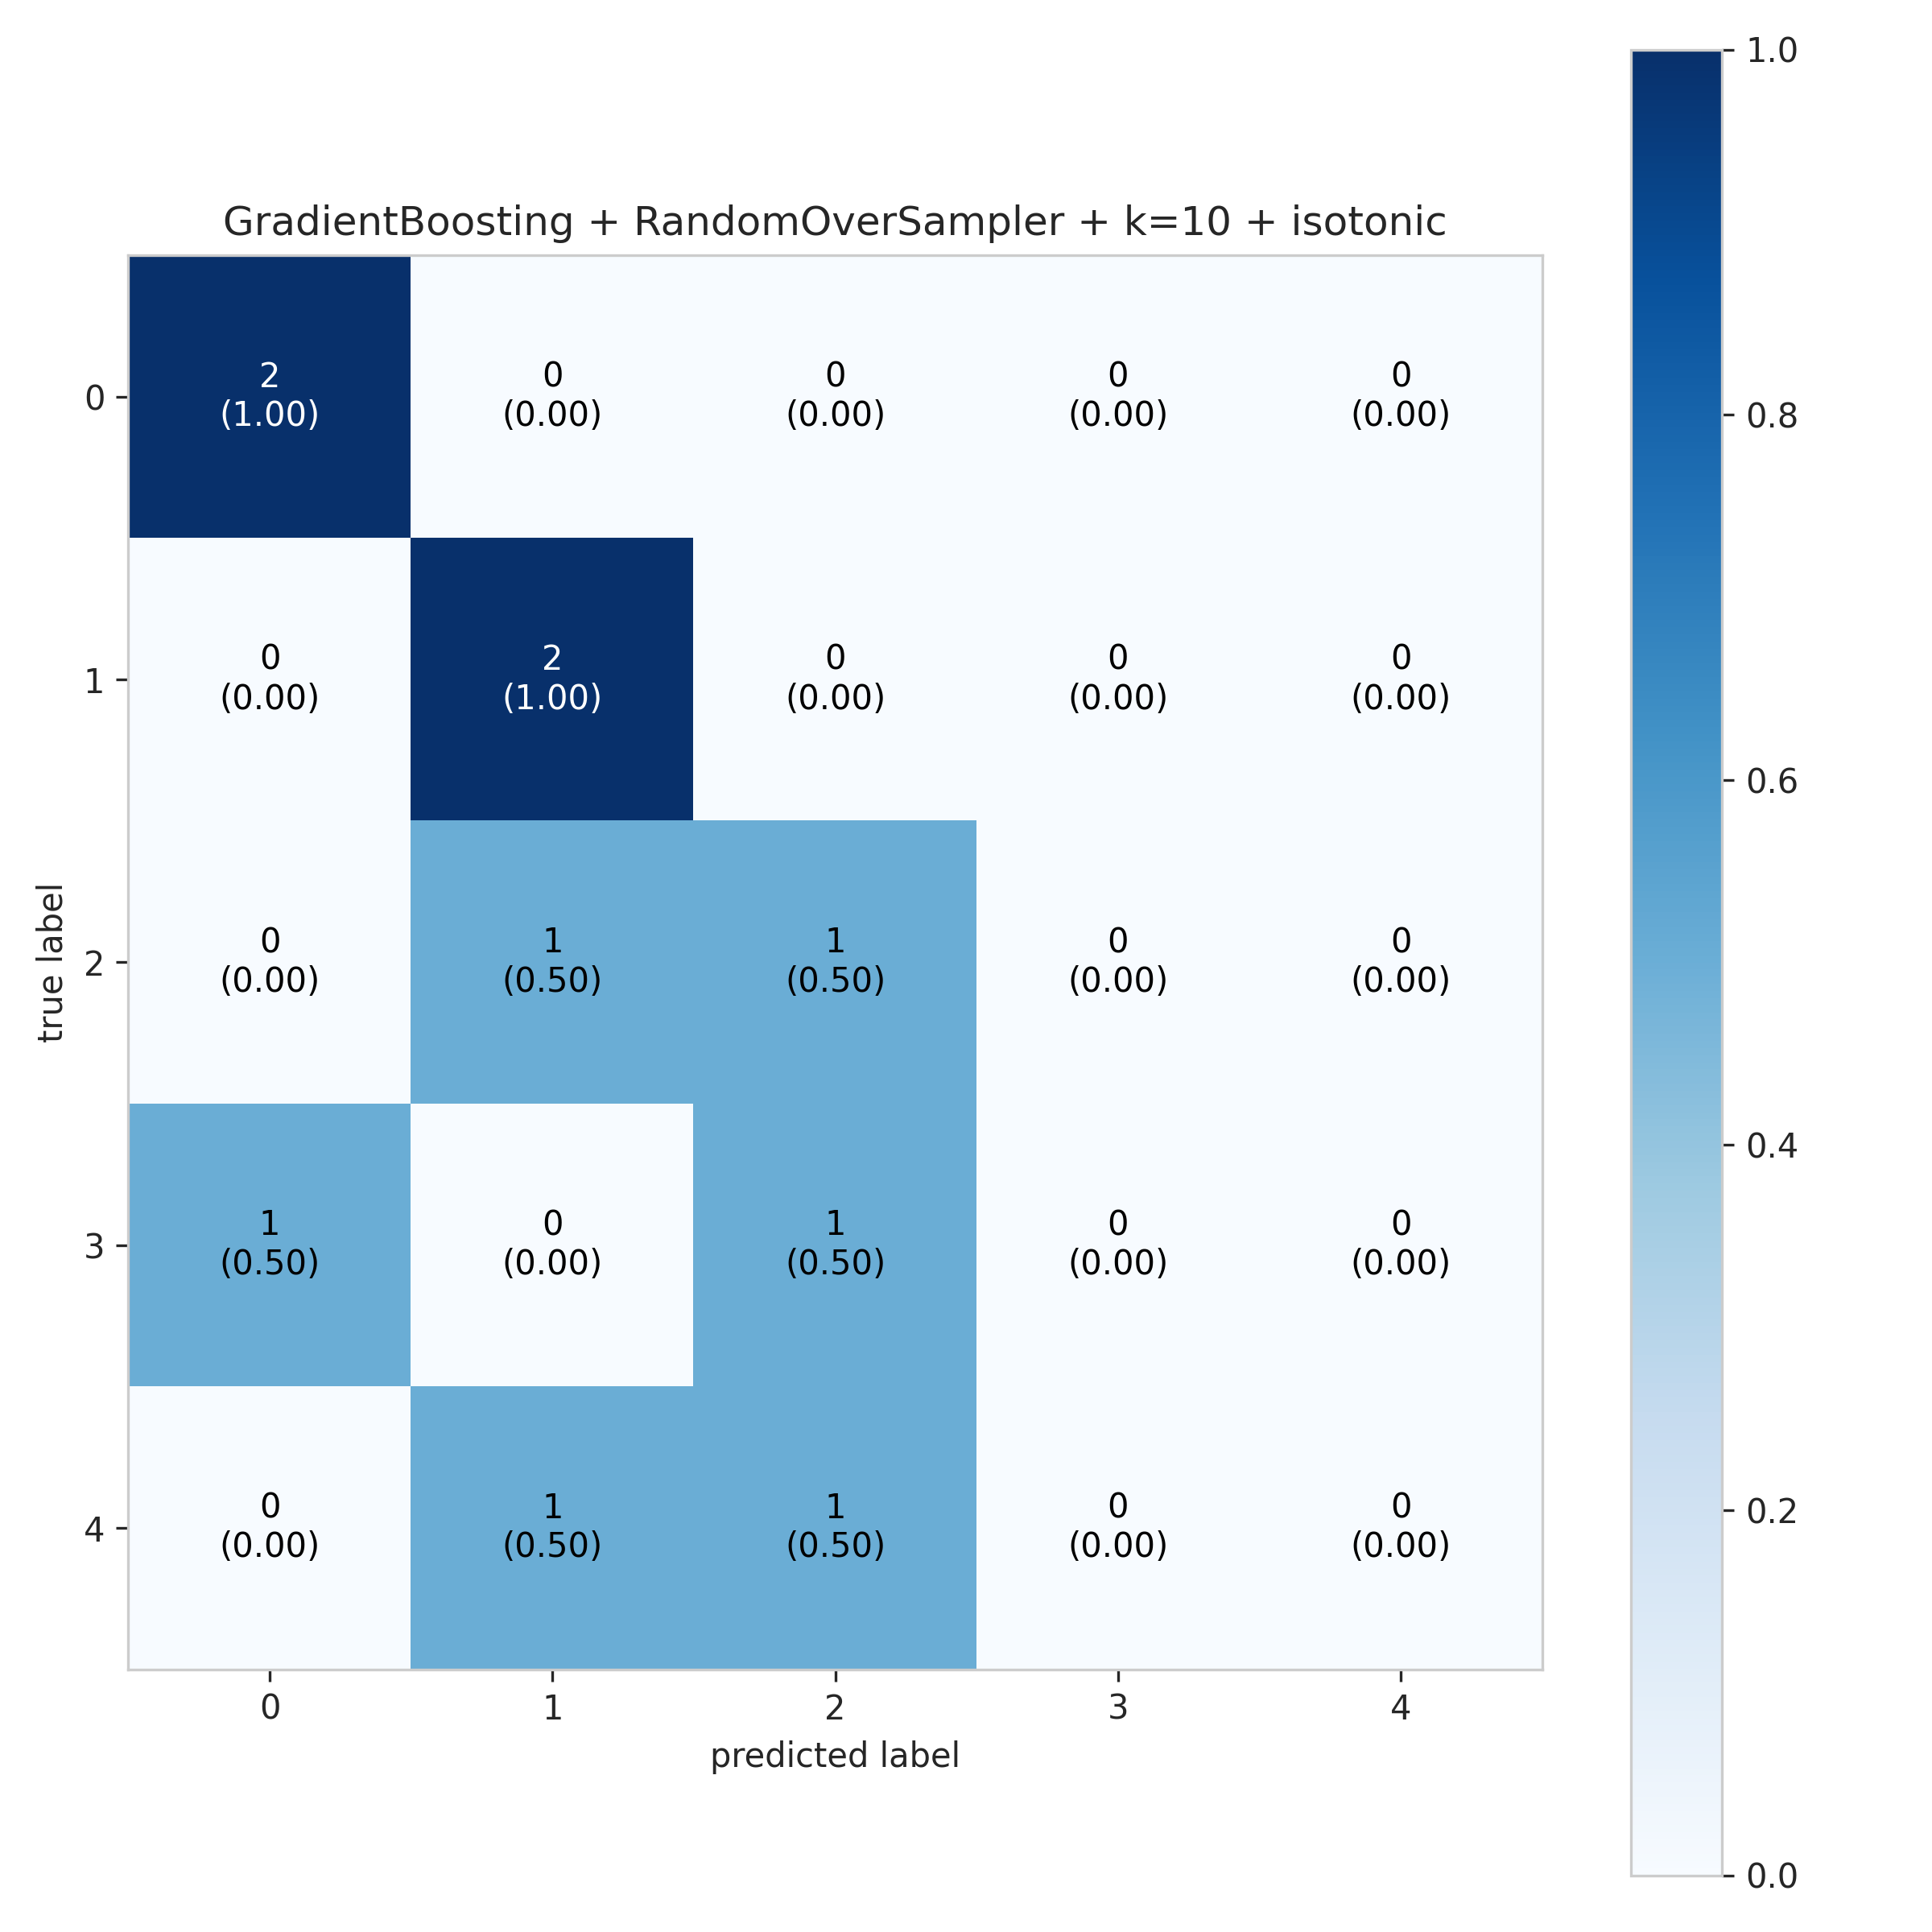 GradientBoosting + RandomOverSampler + k=10 + isotonic
1.0
0.8
0.6
0.4
0.2
0.0
true label
0
2 0 0 0 0
(1.00) (0.00) (0.00) (0.00) (0.00)
1
0 2 0 0 0
(0.00) (1.00) (0.00) (0.00) (0.00)
2
0 1 1 0 0
(0.00) (0.50) (0.50) (0.00) (0.00)
3
1 0 1 0 0
(0.50) (0.00) (0.50) (0.00) (0.00)
4
0 1 1 0 0
(0.00) (0.50) (0.50) (0.00) (0.00)
0 1 2 3 4
predicted label